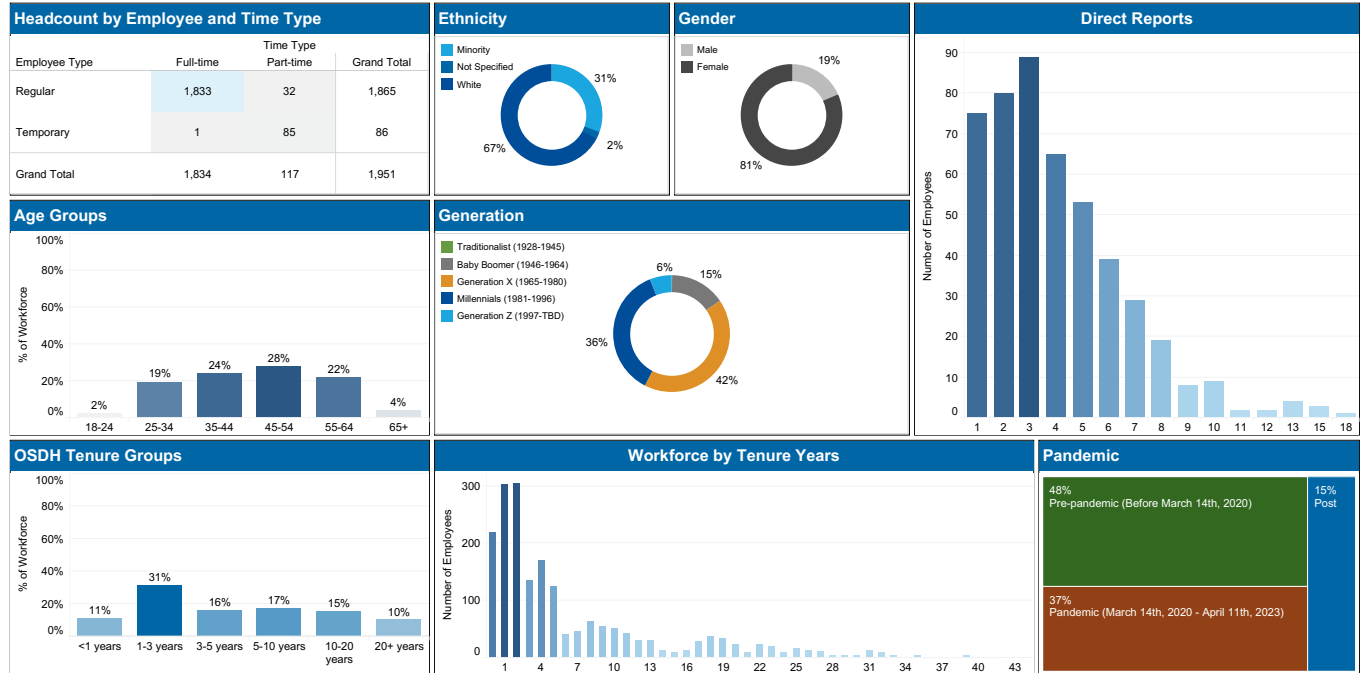 Headcount by Employee and Time Type
Time Type
Employee Type Full-time Part-time Grand Total
Regular 1,833 32 1,865
Temporary 1 85 86
Grand Total 1,834 117 1,951
Ethnicity
Minority
Not Specified
White
31%
2%
67%
Gender
Male
Female
19%
81%
Direct Reports
Number of Employees
90
80
70
60
50
40
30
20
10
0
1 2 3 4 5 6 7 8 9 10 11 12 13 15 18
Age Groups
% of Workforce
100%
80%
60%
40%
20%
0%
2% 19% 24% 28% 22% 4%
18-24 25-34 35-44 45-54 55-64 65+
Generation
Traditionalist (1928-1945)
Baby Boomer (1946-1964)
Generation X (1965-1980)
Millennials (1981-1996)
Generation Z (1997-TBD)
6%
15%
36%
42%
OSDH Tenure Groups
% of Workforce
100%
80%
60%
40%
20%
0%
11% 31% 16% 17% 15% 10%
<1 years 1-3 years 3-5 years 5-10 years 10-20 years 20+ years
Workforce by Tenure Years
Number of Employees
300
200
100
0
1 4 7 10 13 16 19 22 25 28 31 34 37 40 43
Pandemic
48%
Pre-pandemic (Before March 14th, 2020)
37%
Pandemic (March 14th, 2020 - April 11th, 2023)
15%
Post